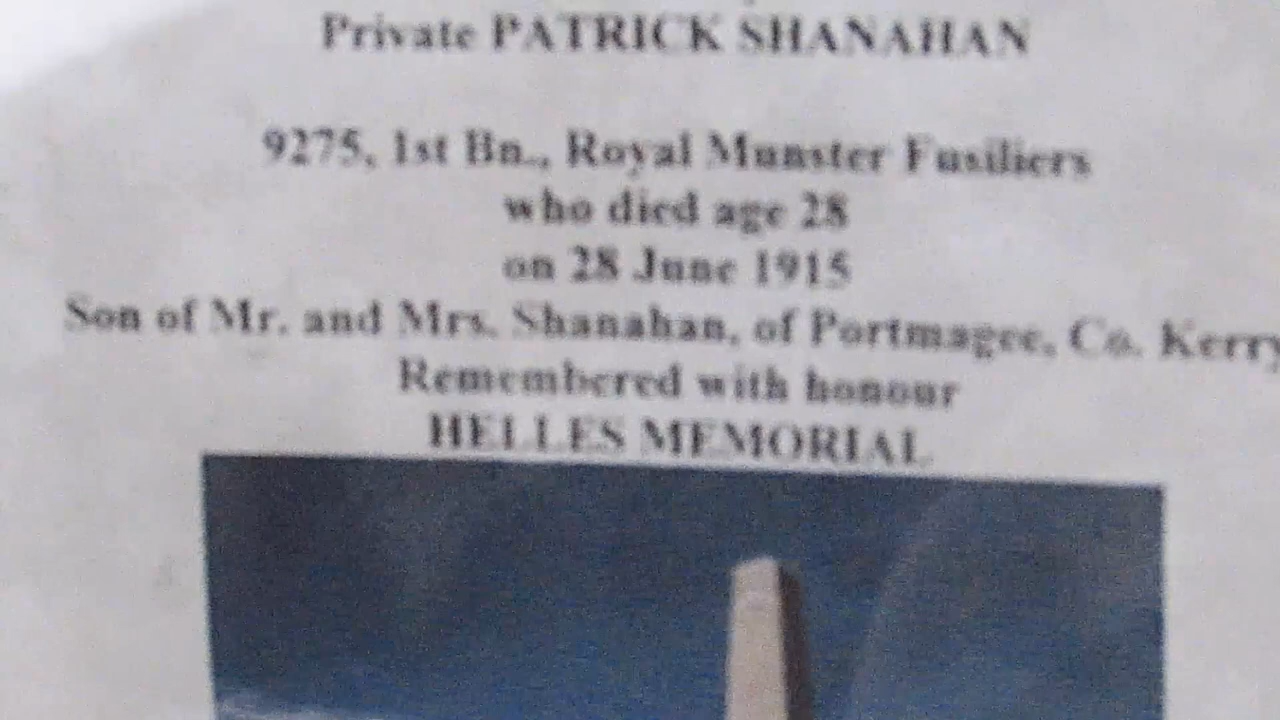 Private PATRICK SHANAHAN
9275, 1st Bn., Royal Munster Fusiliers
who died age 28
on 28 June 1915
Son of Mr. and Mrs. Shanahan, of Portmagee, Co. Kerry
Remembered with honour
HELLES MEMORIAL